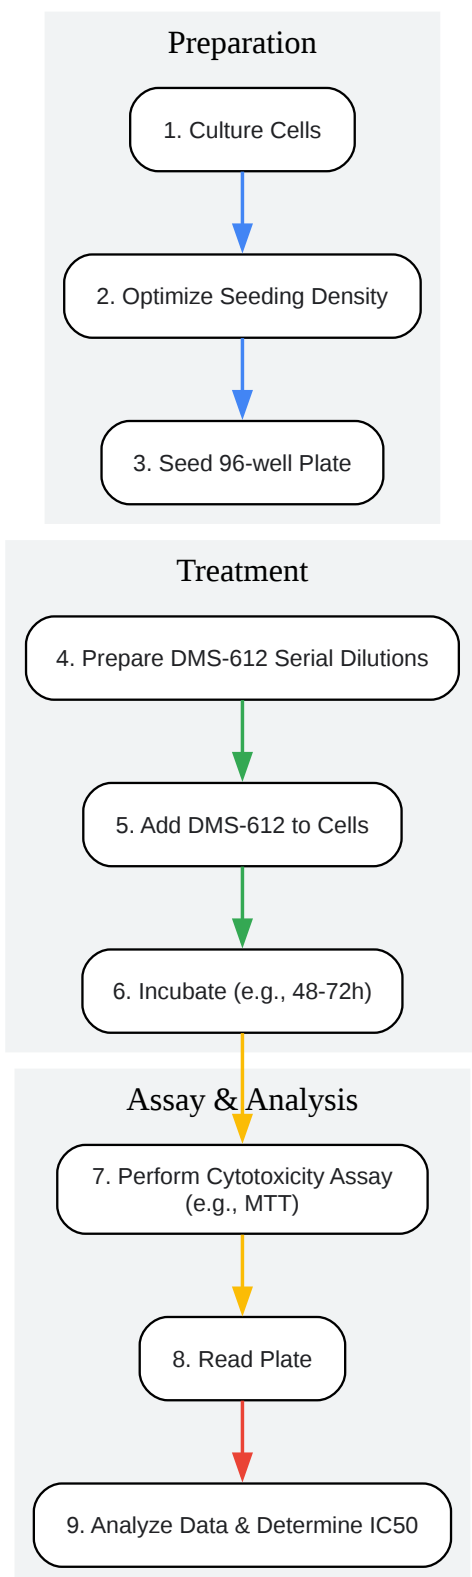 Preparation
1. Culture Cells
2. Optimize Seeding Density
3. Seed 96-well Plate
Treatment
4. Prepare DMS-612 Serial Dilutions
5. Add DMS-612 to Cells
6. Incubate (e.g., 48-72h)
Assay & Analysis
7. Perform Cytotoxicity Assay
(e.g., MTT)
8. Read Plate
9. Analyze Data & Determine IC50